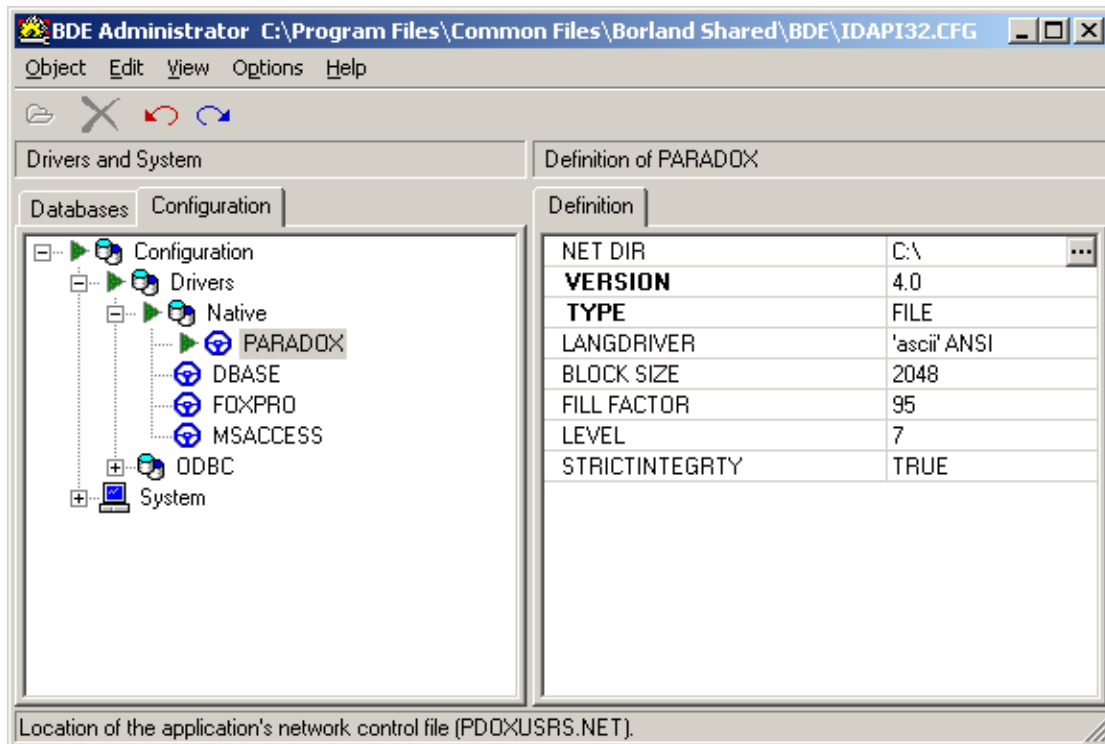 BDE Administrator C:\Program Files\Common Files\Borland Shared\BDE\IDAPI32.CFG
Object Edit View Options Help
Drivers and System
Definition of PARADOX
Databases Configuration
Definition
Configuration
Drivers
Native
PARADOX
DBASE
FOXPRO
MSACCESS
ODBC
System
NET DIR C:\ ...
VERSION 4.0
TYPE FILE
LANGDRIVER 'ascii' ANSI
BLOCK SIZE 2048
FILL FACTOR 95
LEVEL 7
STRICTINTEGRTY TRUE
Location of the application's network control file (PDOXUSRS.NET).